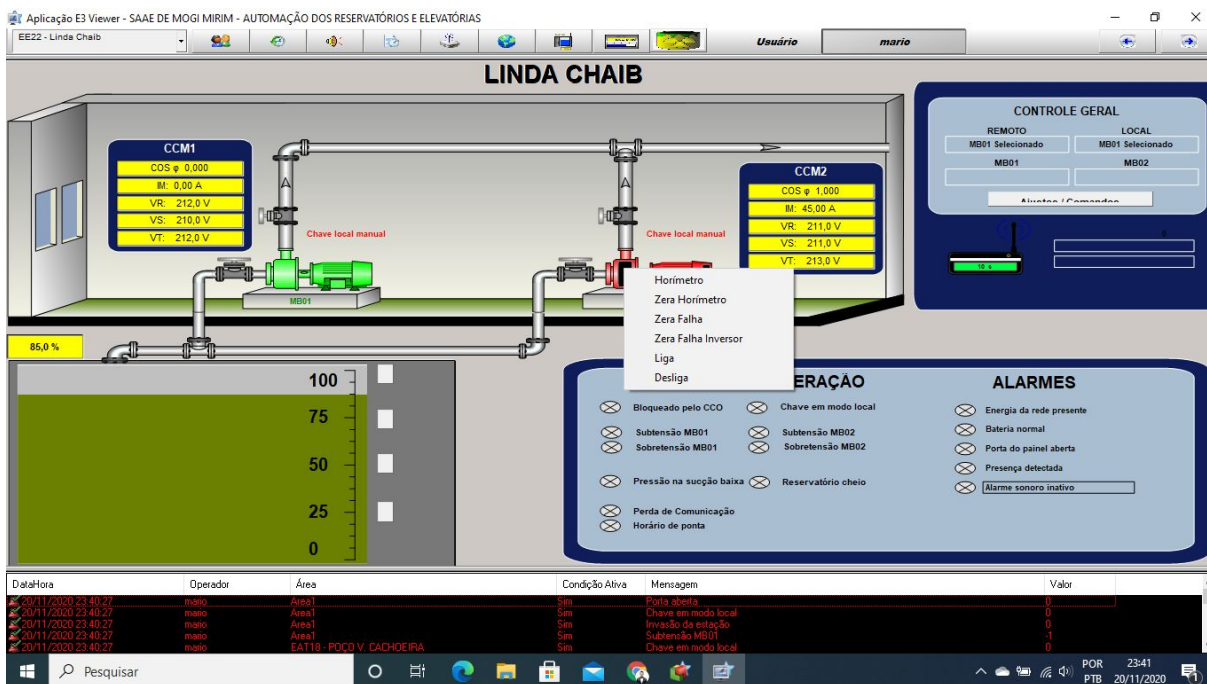 Aplicação E3 Viewer - SAAE DE MOGI MIRIM - AUTOMAÇÃO DOS RESERVATÓRIOS E ELEVATÓRIAS
EE22 - Linda Chaib
Usuário
mario
LINDA CHAIB
CCM1
COS φ 0,000
IM: 0,00 A
VR: 212,0 V
VS: 210,0 V
VT: 212,0 V
Chave local manual
MB01
CCM2
COS φ 1,000
IM: 45,00 A
VR: 211,0 V
VS: 211,0 V
VT: 213,0 V
Chave local manual
CONTROLE GERAL
REMOTO
LOCAL
MB01 Selecionado
MB01 Selecionado
MB01
MB02
Ajustes / Comandos
10 s
Horímetro
Zera Horímetro
Zera Falha
Zera Falha Inversor
Liga
Desliga
85,0 %
100
75
50
25
0
ERAÇÃO
Bloqueado pelo CCO
Chave em modo local
Subtensão MB01
Subtensão MB02
Sobretensão MB01
Sobretensão MB02
Pressão na sucção baixa
Reservatório cheio
Perda de Comunicação
Horário de ponta
ALARMES
Energia da rede presente
Bateria normal
Porta do painel aberta
Presença detectada
Alarme sonoro inativo
DataHora Operador Área Condição Ativa Mensagem Valor
20/11/2020 23:40:27 mario Area1 Sim Porta aberta 0
20/11/2020 23:40:27 mario Area1 Sim Chave em modo local 0
20/11/2020 23:40:27 mario Area1 Sim Invasão da estação 0
20/11/2020 23:40:27 mario Area1 Sim Subtensão MB01 -1
20/11/2020 23:40:27 mario EAT18 - POÇO V. CACHOEIRA Sim Chave em modo local 0
Pesquisar
POR
PTB
23:41
20/11/2020